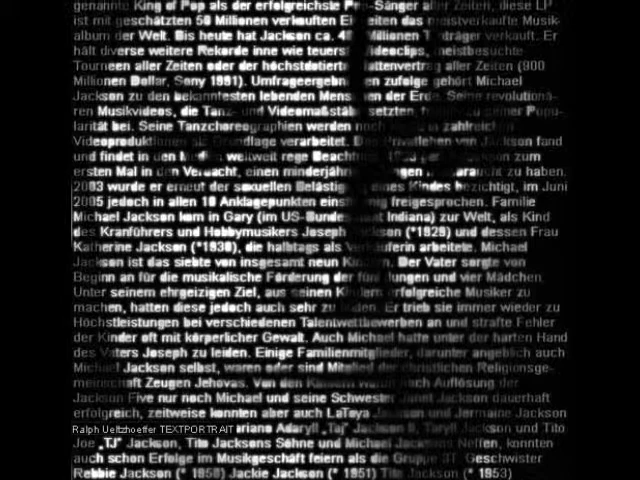 genannte King of Pop als der erfolgreichste Pop-Sänger aller Zeiten, diese LP
ist mit geschätzten 50 Millionen verkauften Einheiten das meistverkaufte Musik-
album der Welt. Bis heute hat Jackson ca. Millionen Tonträger verkauft. Er
hält diverse weitere Rekorde inne wie teuerste Videoclips, meistbesuchte
Tourneen aller Zeiten oder der höchstdotierte Plattenvertrag aller Zeiten (900
Millionen Dollar, Sony 1991). Umfrageergebnissen zufolge gehört Michael
Jackson zu den bekanntesten lebenden Menschen der Erde. Seine revolutionä-
ren Musikvideos, die Tanz- und Videomaßstäbe setzten, zu seiner Popu-
larität bei. Seine Tanzchoreographien werden noch zahlreichen
Videoproduktionen als Grundlage verarbeitet. Das Privatleben von Jackson fand
und findet in den weltweit rege Beachtung. Jackson zum
ersten Mal in den Verdacht, einen minderjährigen zu haben.
2003 wurde er erneut der sexuellen Belästigung eines Kindes bezichtigt, im Juni
2005 jedoch in allen 10 Anklagepunkten einstimmig freigesprochen. Familie
Michael Jackson kam in Gary (im US-Bundesstaat Indiana) zur Welt, als Kind
des Kranführers und Hobbymusikers Joseph Jackson (*1929) und dessen Frau
Katherine Jackson (*1930), die halbtags als Verkäuferin arbeitete. Michael
Jackson ist das siebte von insgesamt neun Kindern. Der Vater sorgte von
Beginn an für die musikalische Förderung der fünf Jungen und vier Mädchen.
Unter seinem ehrgeizigen Ziel, aus seinen Kindern erfolgreiche Musiker zu
machen, hatten diese jedoch auch sehr zu leiden. Er trieb sie immer wieder zu
Höchstleistungen bei verschiedenen Talentwettbewerben an und strafte Fehler
der Kinder oft mit körperlicher Gewalt. Auch Michael hatte unter der harten Hand
des Vaters Joseph zu leiden. Einige Familienmitglieder, darunter angeblich auch
Michael Jackson selbst, waren oder sind Mitglied der christlichen Religionsge-
meinschaft Zeugen Jehovas. Von den Kindern waren nach Auflösung der
Jackson Five nur noch Michael und seine Schwester Janet Jackson dauerhaft
erfolgreich, zeitweise konnten aber auch LaToya Jackson und Jermaine Jackson
Ralph Ueltzhoeffer TEXTPORTRAIT
ariano Adaryll „Taj“ Jackson II, Taryll Jackson und Tito
Joe „TJ“ Jackson, Tito Jacksons Söhne und Michael Jacksons Neffen, konnten
auch schon Erfolge im Musikgeschäft feiern als die Gruppe 3T. Geschwister
Rebbie Jackson (* 1950) Jackie Jackson (* 1951) Tito Jackson (* 1953)